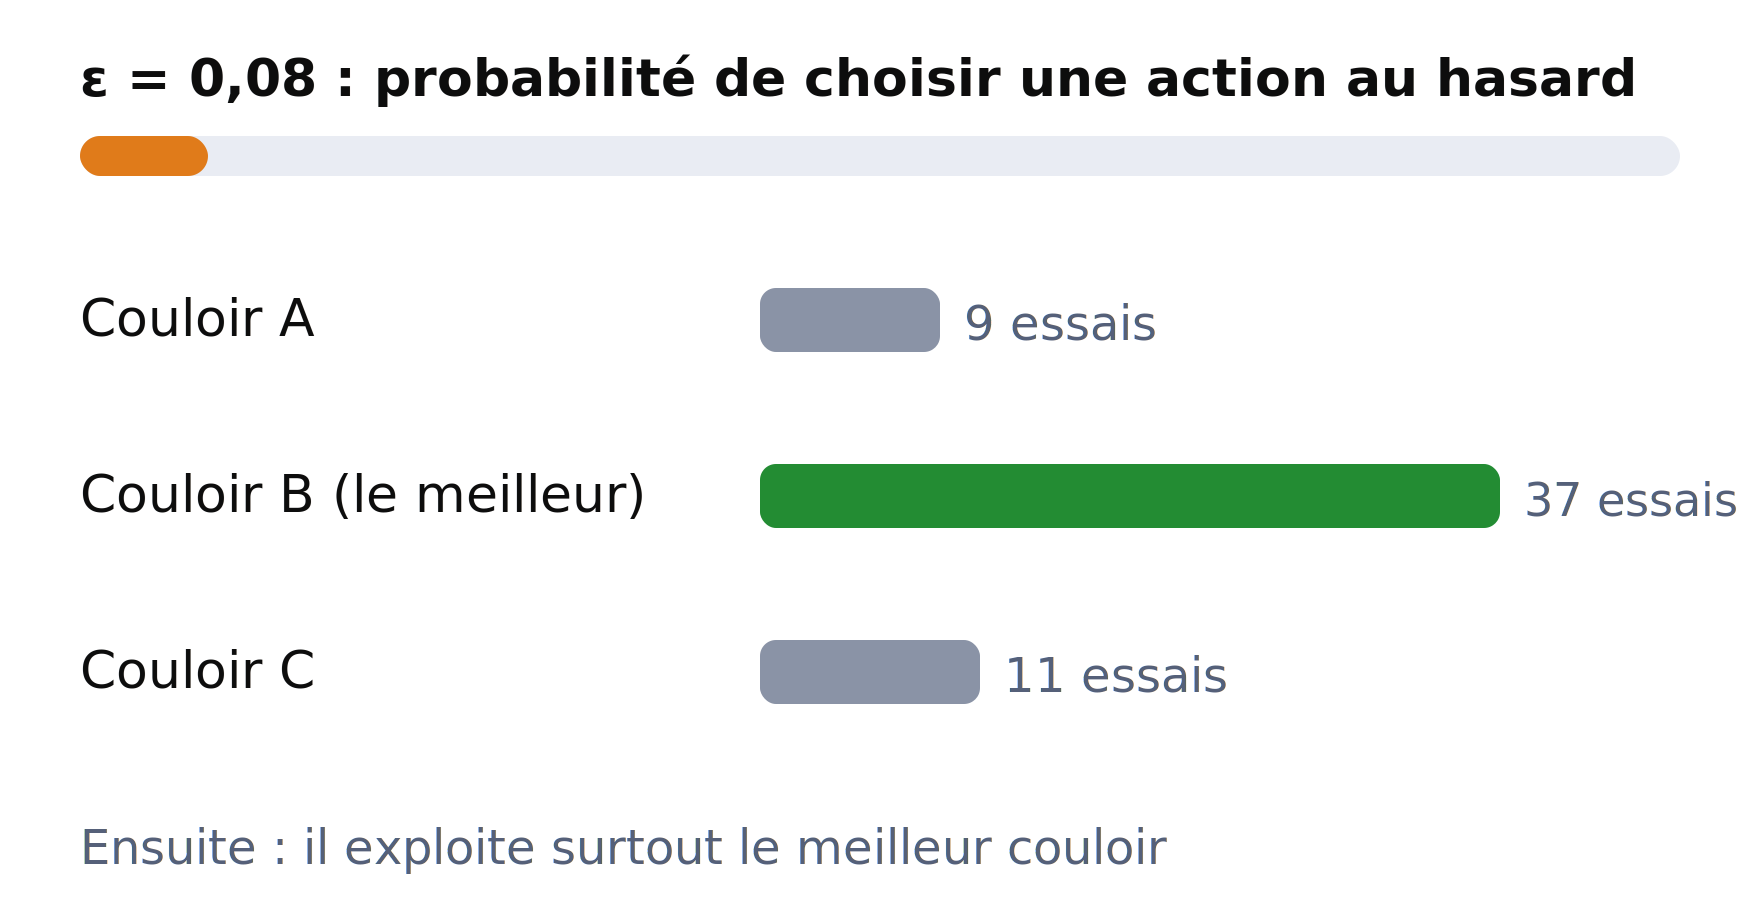 ε = 0,08 : probabilité de choisir une action au hasard
Couloir A
9 essais
Couloir B (le meilleur)
37 essais
Couloir C
11 essais
Ensuite : il exploite surtout le meilleur couloir